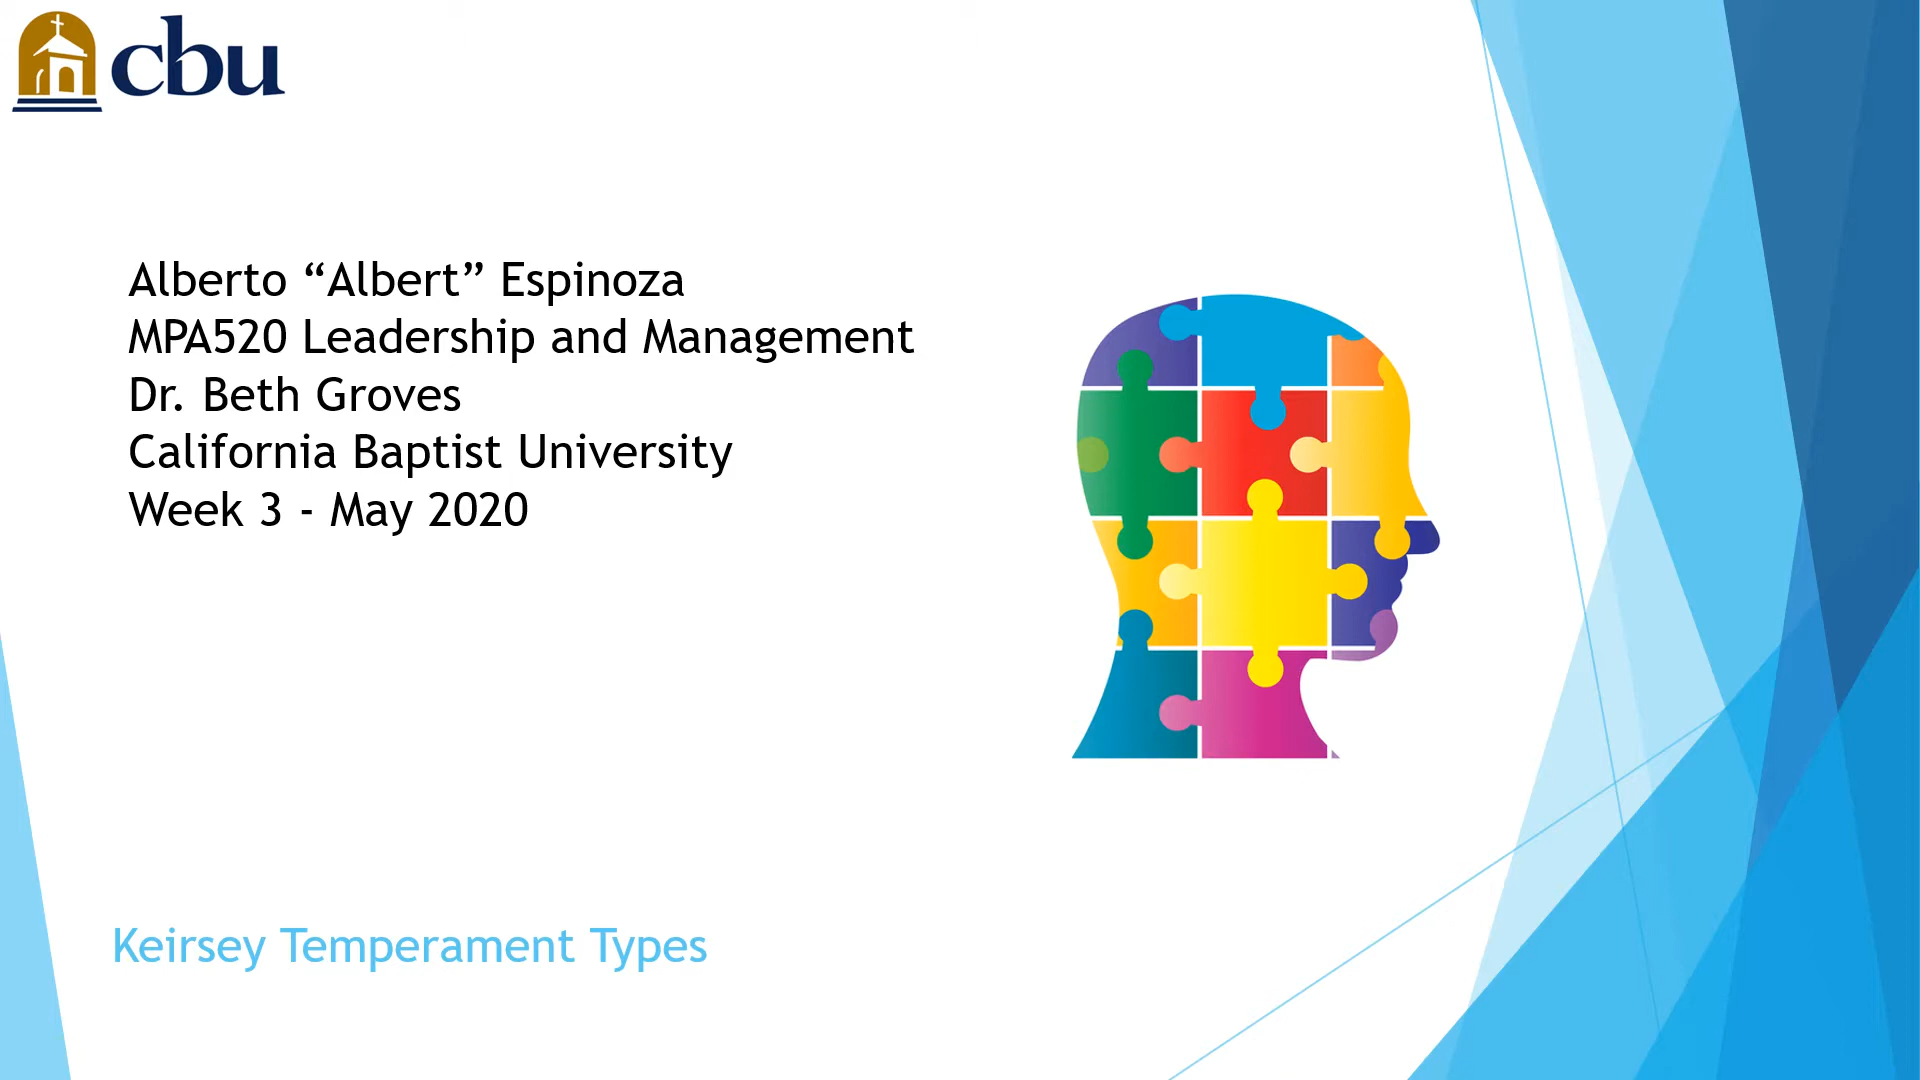 cbu
Alberto “Albert” Espinoza
MPA520 Leadership and Management
Dr. Beth Groves
California Baptist University
Week 3 - May 2020
Keirsey Temperament Types